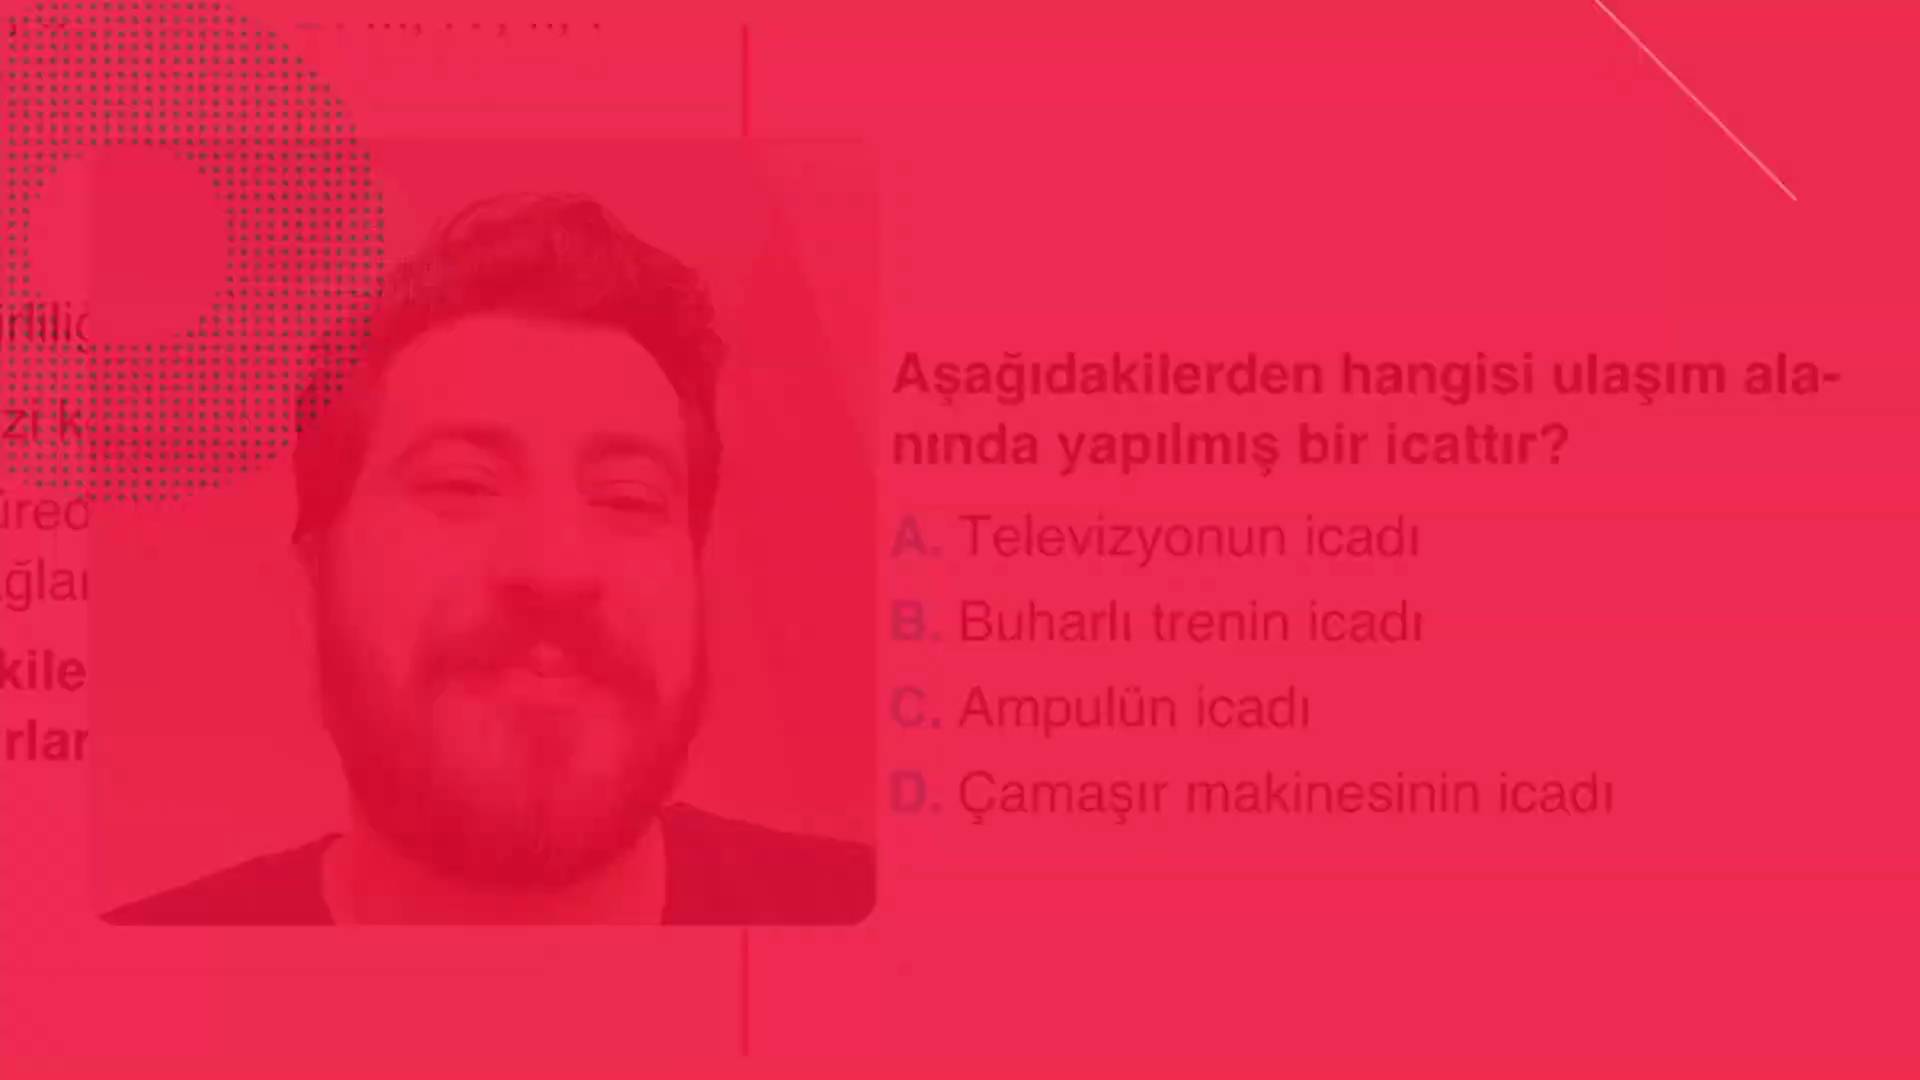 Aşağıdakilerden hangisi ulaşım ala-
nında yapılmış bir icattır?
A. Televizyonun icadı
B. Buharlı trenin icadı
C. Ampulün icadı
D. Çamaşır makinesinin icadı